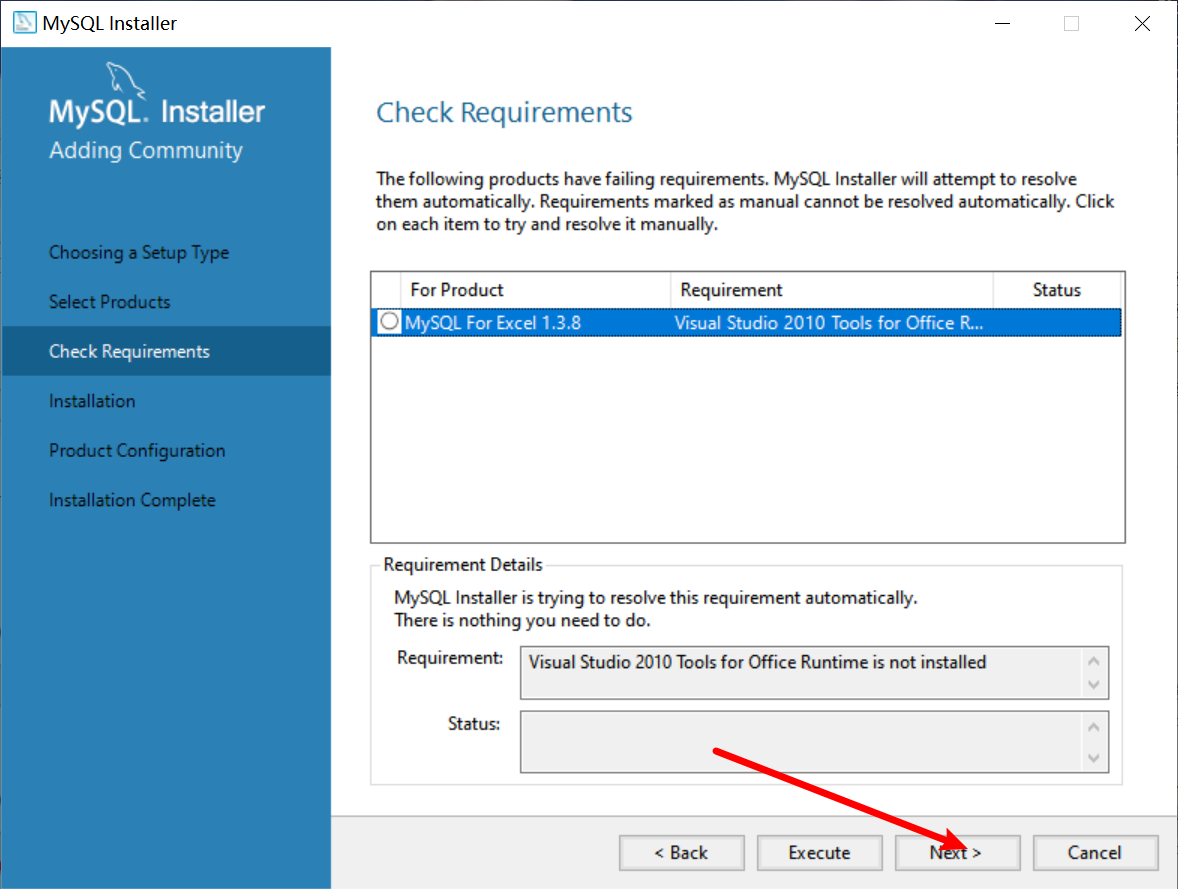 MySQL Installer
MySQL. Installer
Adding Community
Choosing a Setup Type
Select Products
Check Requirements
Installation
Product Configuration
Installation Complete
Check Requirements
The following products have failing requirements. MySQL Installer will attempt to resolve
them automatically. Requirements marked as manual cannot be resolved automatically. Click
on each item to try and resolve it manually.
For Product Requirement Status
MySQL For Excel 1.3.8 Visual Studio 2010 Tools for Office R...
Requirement Details
MySQL Installer is trying to resolve this requirement automatically.
There is nothing you need to do.
Requirement: Visual Studio 2010 Tools for Office Runtime is not installed
Status:
< Back Execute Next > Cancel